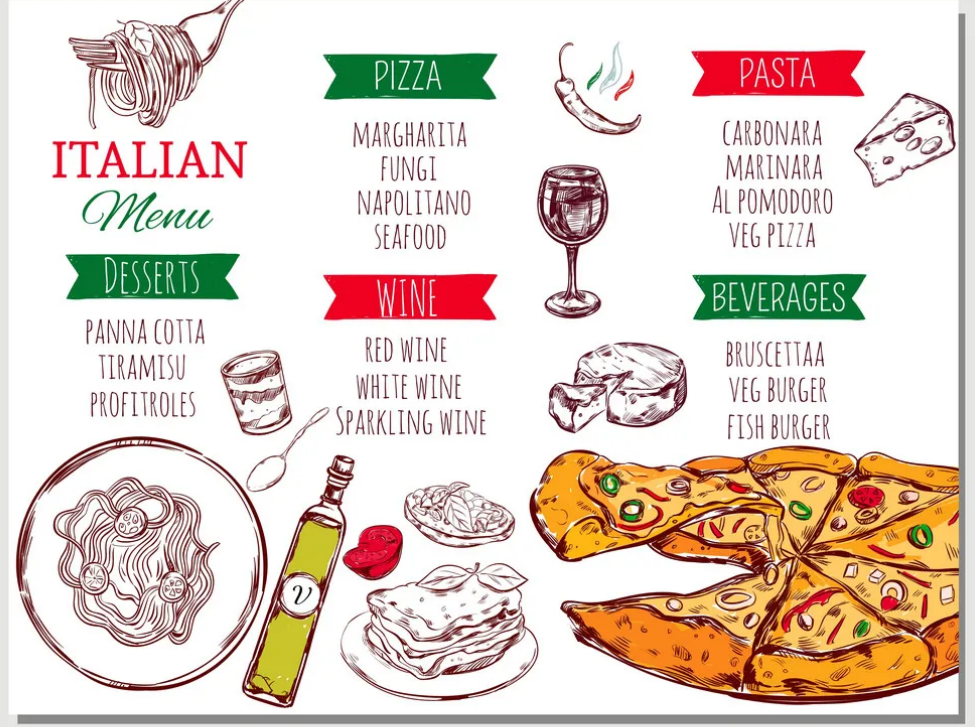 ITALIAN
Menu
DESSERTS
PANNA COTTA
TIRAMISU
PROFITROLES
PIZZA
MARGHARITA
FUNGI
NAPOLITANO
SEAFOOD
WINE
RED WINE
WHITE WINE
SPARKLING WINE
PASTA
CARBONARA
MARINARA
AL POMODORO
VEG PIZZA
BEVERAGES
BRUSCETTAA
VEG BURGER
FISH BURGER
V